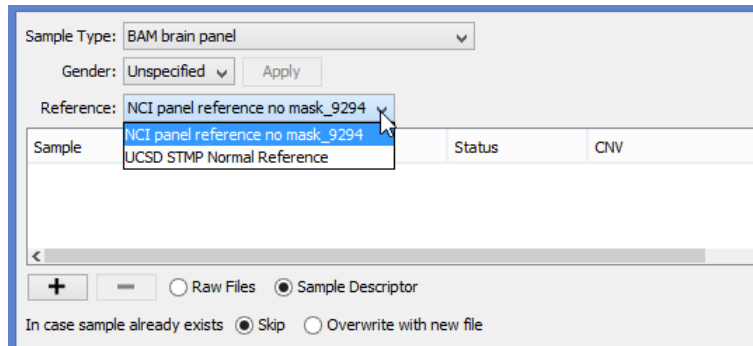 Sample Type: BAM brain panel
Gender: Unspecified Apply
Reference: NCI panel reference no mask_9294
NCI panel reference no mask_9294
UCSD STMP Normal Reference
Sample Status CNV
Raw Files Sample Descriptor
In case sample already exists Skip Overwrite with new file